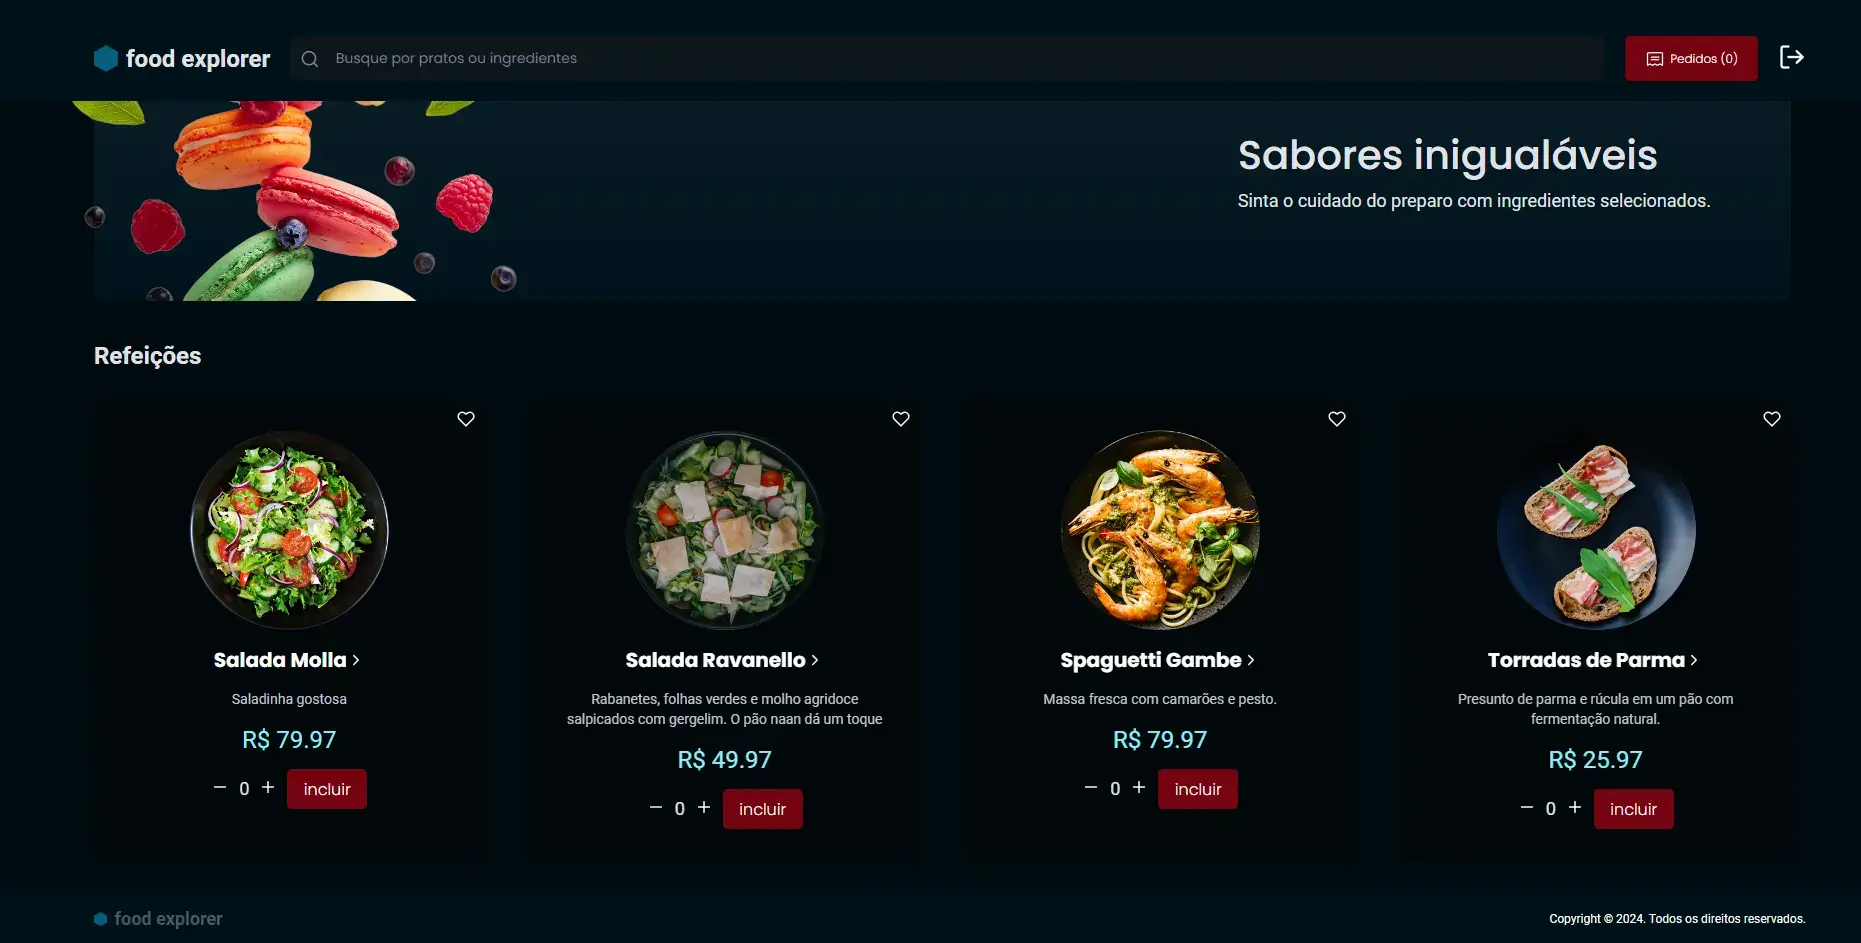 food explorer
Busque por pratos ou ingredientes
Pedidos (0)
Sabores inigualáveis
Sinta o cuidado do preparo com ingredientes selecionados.
Refeições
Salada Molla >
Saladinha gostosa
R$ 79.97
− 0 + incluir
Salada Ravanello >
Rabanetes, folhas verdes e molho agridoce
salpicados com gergelim. O pão naan dá um toque
R$ 49.97
− 0 + incluir
Spaguetti Gambe >
Massa fresca com camarões e pesto.
R$ 79.97
− 0 + incluir
Torradas de Parma >
Presunto de parma e rúcula em um pão com
fermentação natural.
R$ 25.97
− 0 + incluir
food explorer
Copyright © 2024. Todos os direitos reservados.